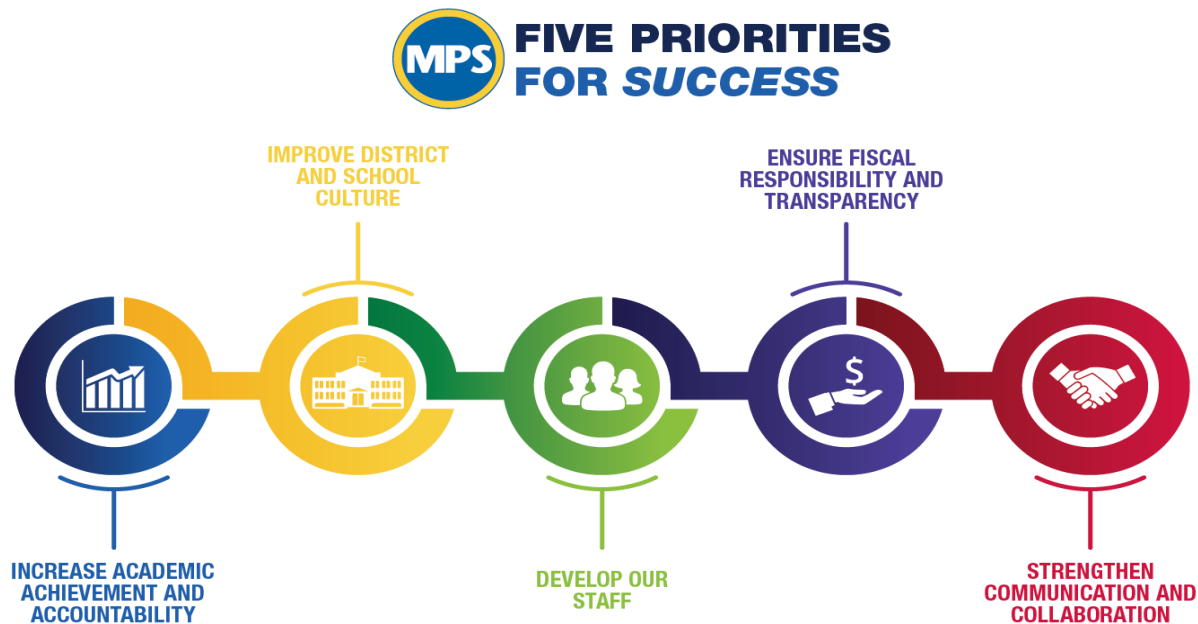 MPS
FIVE PRIORITIES
FOR SUCCESS
IMPROVE DISTRICT
AND SCHOOL
CULTURE
ENSURE FISCAL
RESPONSIBILITY AND
TRANSPARENCY
$
INCREASE ACADEMIC
ACHIEVEMENT AND
ACCOUNTABILITY
DEVELOP OUR
STAFF
STRENGTHEN
COMMUNICATION AND
COLLABORATION